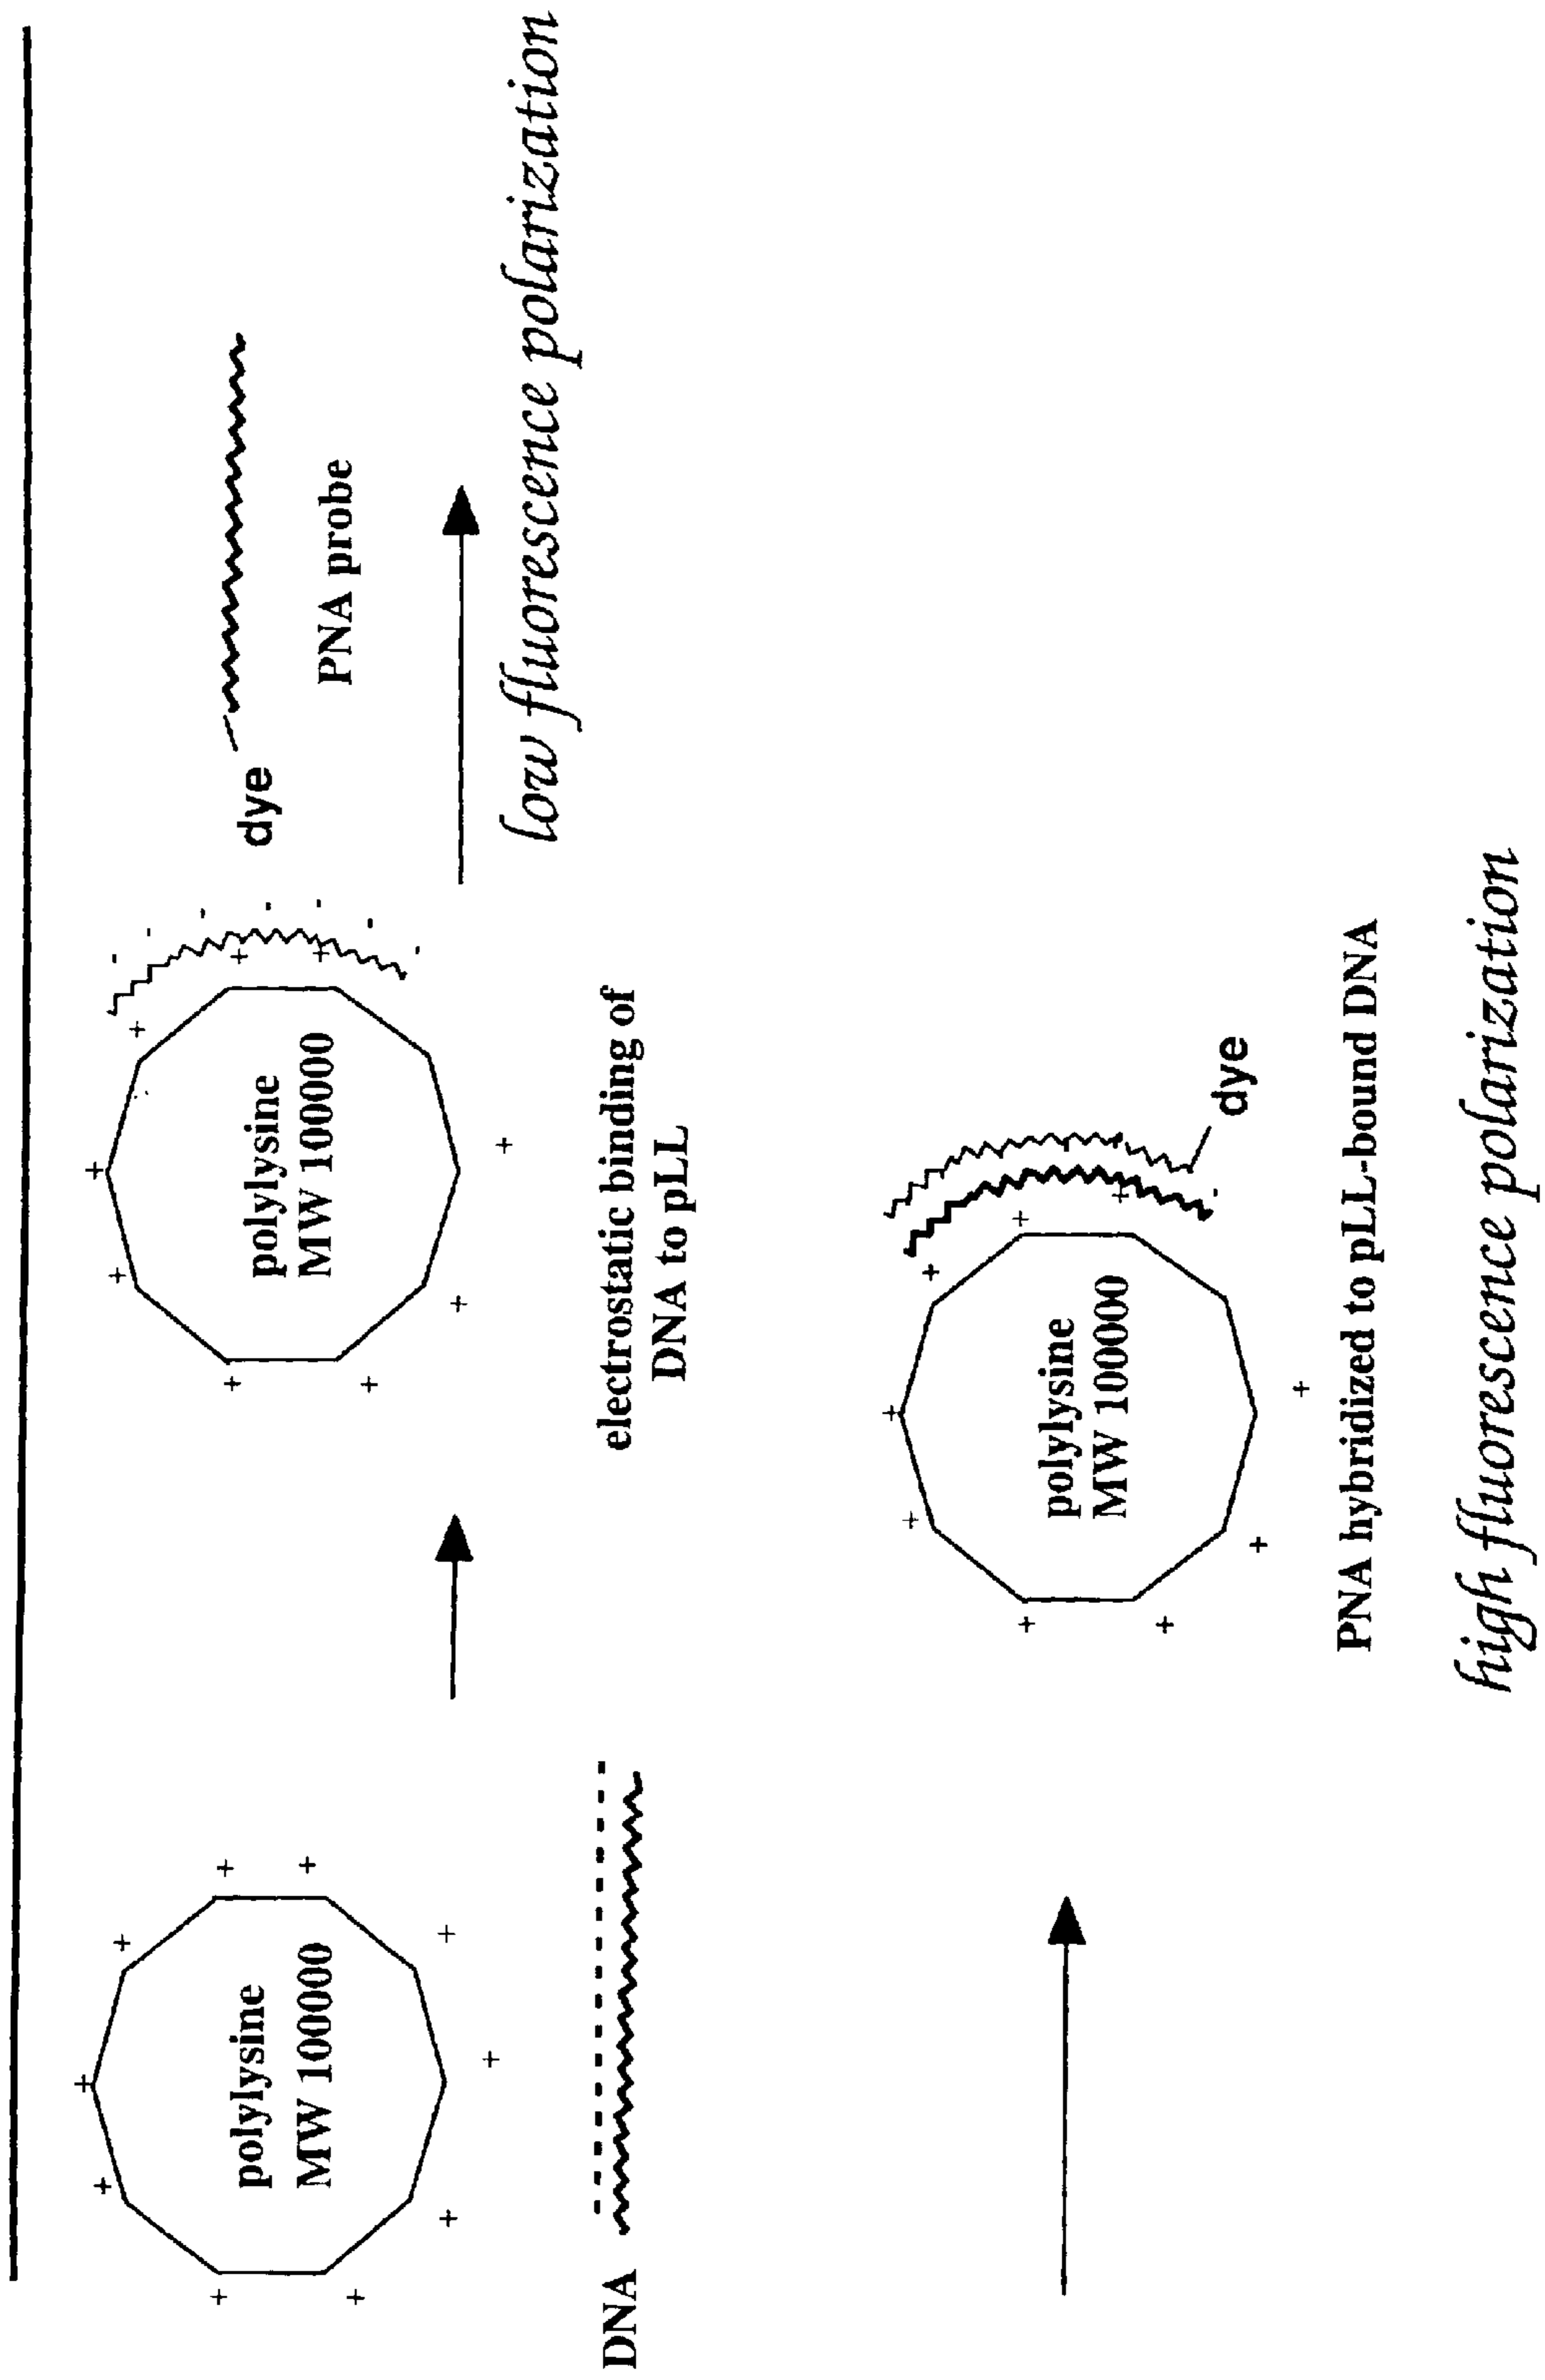 polylysine
MW 100000
DNA
polylysine
MW 100000
electrostatic binding of
DNA to pLL
dye
PNA probe
low fluorescence polarization
polylysine
MW 100000
dye
PNA hybridized to pLL-bound DNA
high fluorescence polarization